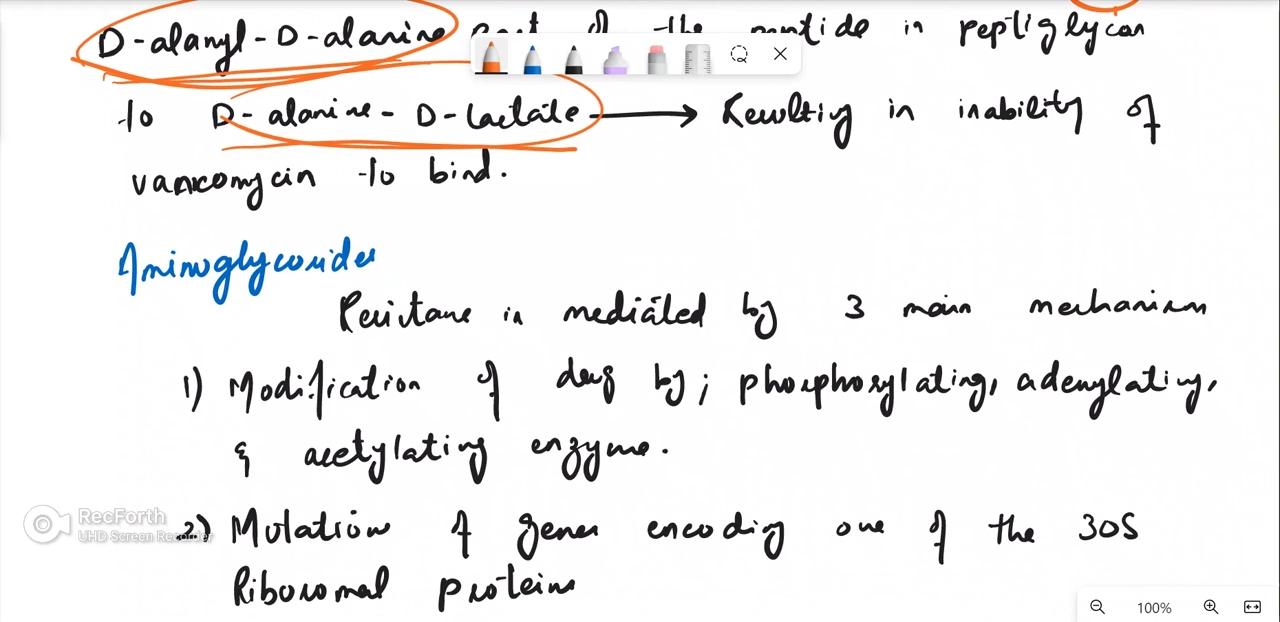 D-alanyl-D-alanine Part of the peptide in peptiglycan
to D-alanine-D-Lactate → Resulting in inability of
vancomycin to bind.
Aminoglycosides
Resistance is mediated by 3 main mechanism
1) Modification of drug by; phosphorylating, adenylating,
& acetylating enzyme.
RecForth
UHD Screen Recorder
2) Mutation of genes encoding one of the 30S
Ribosomal proteins
100%